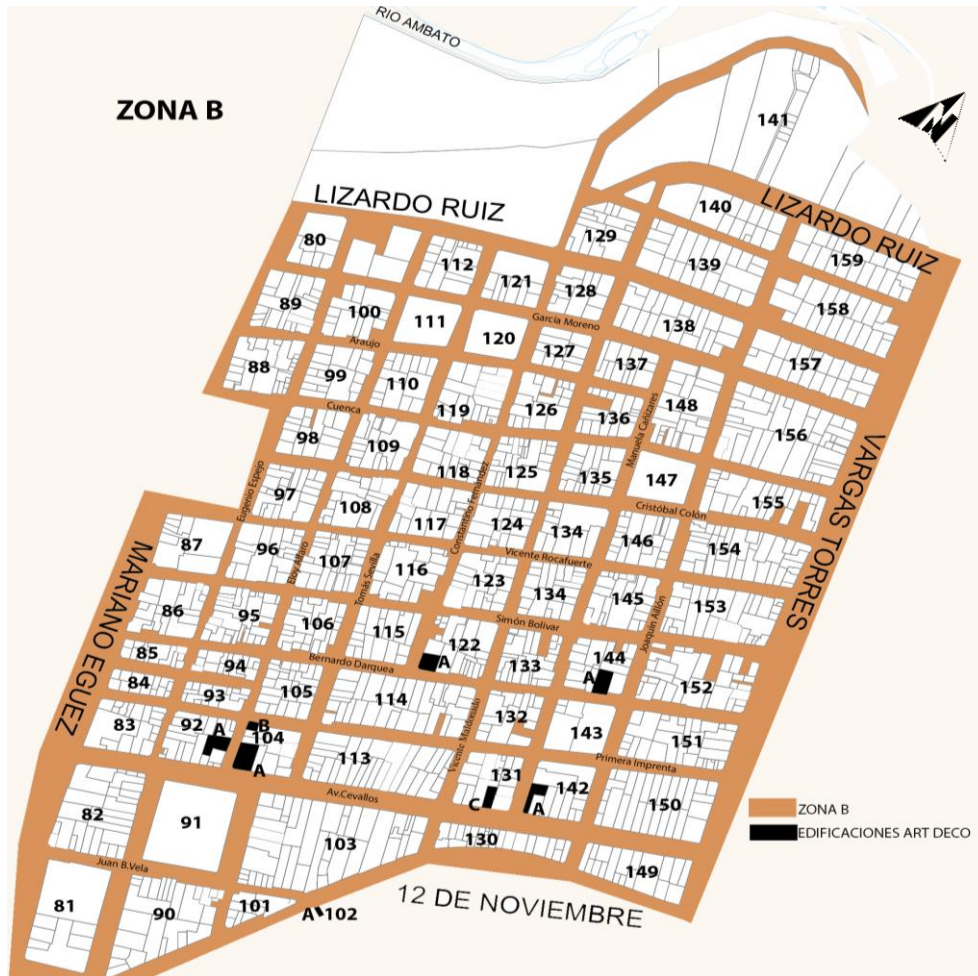 RIO AMBATO
ZONA B
141
LIZARDO RUIZ
LIZARDO RUIZ
140
80
112
129
159
121
139
89
100
128
158
111
Garcia Moreno
120
138
Araujo
127
157
88
99
110
137
148
119
126
136
Manuela Cañizares
156
Cuenca
98
109
118
125
135
147
155
VARGAS TORRES
Eugenio Espejo
97
108
117
Constantino Fernández
124
134
Cristóbal Colón
146
154
87
96
107
Eloy Alfaro
Tomás Sevilla
116
Vicente Rocafuerte
123
134
145
153
MARIANO EGUEZ
86
95
106
115
122
A
Simón Bolívar
133
144
A
Joaquín Ayllón
152
85
94
Bernardo Darquea
84
93
105
114
132
143
151
83
92
A
B
104
A
113
Vicente Maldonado
131
C
142
A
Primera Imprenta
150
82
91
Av.Cevallos
103
130
149
ZONA B
EDIFICACIONES ART DECO
Juan B.Vela
81
90
101
A
102
12 DE NOVIEMBRE
N